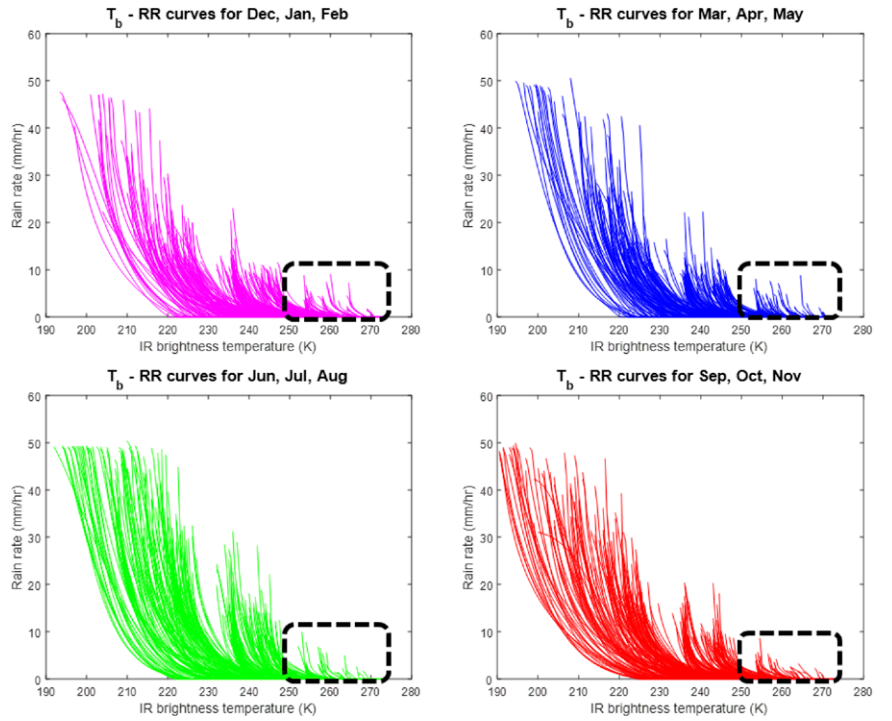 T_b - RR curves for Dec, Jan, Feb
60
50
40
30
20
10
0
Rain rate (mm/hr)
190 200 210 220 230 240 250 260 270 280
IR brightness temperature (K)
T_b - RR curves for Mar, Apr, May
60
50
40
30
20
10
0
Rain rate (mm/hr)
190 200 210 220 230 240 250 260 270 280
IR brightness temperature (K)
T_b - RR curves for Jun, Jul, Aug
60
50
40
30
20
10
0
Rain rate (mm/hr)
190 200 210 220 230 240 250 260 270 280
IR brightness temperature (K)
T_b - RR curves for Sep, Oct, Nov
60
50
40
30
20
10
0
Rain rate (mm/hr)
190 200 210 220 230 240 250 260 270 280
IR brightness temperature (K)